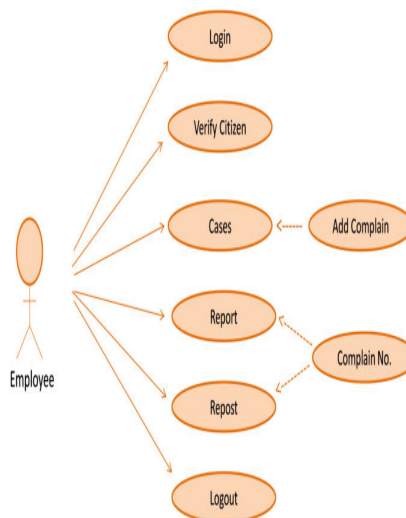 Login
Verify Citizen
Cases
Add Complain
Report
Complain No.
Employee
Repost
Logout